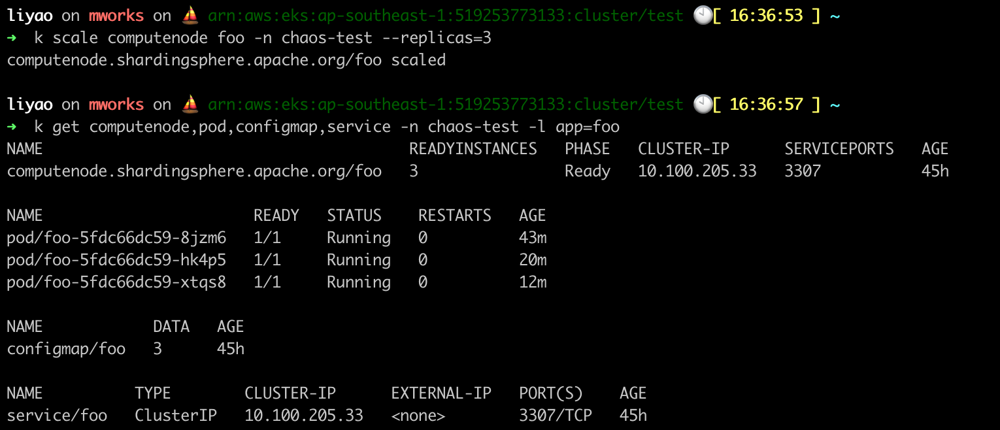 liyao on mworks on ⛵ arn:aws:eks:ap-southeast-1:519253773133:cluster/test 🕙[ 16:36:53 ] ~
➜  k scale computenode foo -n chaos-test --replicas=3
computenode.shardingsphere.apache.org/foo scaled
liyao on mworks on ⛵ arn:aws:eks:ap-southeast-1:519253773133:cluster/test 🕙[ 16:36:57 ] ~
➜  k get computenode,pod,configmap,service -n chaos-test -l app=foo
NAME                                        READYINSTANCES   PHASE   CLUSTER-IP      SERVICEPORTS   AGE
computenode.shardingsphere.apache.org/foo   3                Ready   10.100.205.33   3307           45h
NAME                       READY   STATUS    RESTARTS   AGE
pod/foo-5fdc66dc59-8jzm6   1/1     Running   0          43m
pod/foo-5fdc66dc59-hk4p5   1/1     Running   0          20m
pod/foo-5fdc66dc59-xtqs8   1/1     Running   0          12m
NAME            DATA   AGE
configmap/foo   3      45h
NAME          TYPE        CLUSTER-IP      EXTERNAL-IP   PORT(S)    AGE
service/foo   ClusterIP   10.100.205.33   <none>        3307/TCP   45h